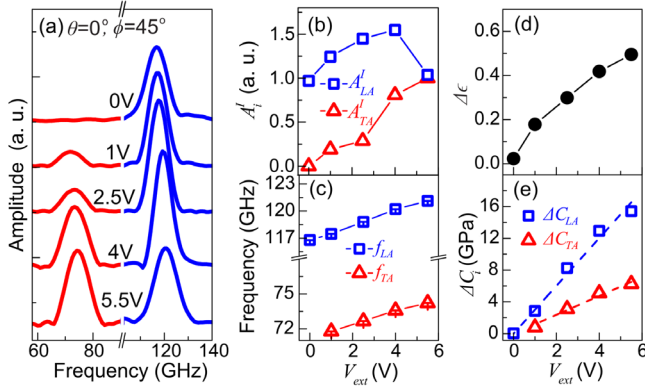 (a) θ=0°, ϕ=45°
0V
1V
2.5V
4V
5.5V
Amplitude (a. u.)
60 80 120 140
Frequency (GHz)
(b)
1.5
1.0
0.5
0.0
A_i^I (a. u.)
A_LA^I
A_TA^I
(c)
123
120
117
75
72
Frequency (GHz)
f_LA
f_TA
0 2 4 6
V_ext (V)
(d)
0.6
0.4
0.2
0.0
Δϵ
(e)
16
12
8
4
0
ΔC_i (GPa)
ΔC_LA
ΔC_TA
0 2 4 6
V_ext (V)